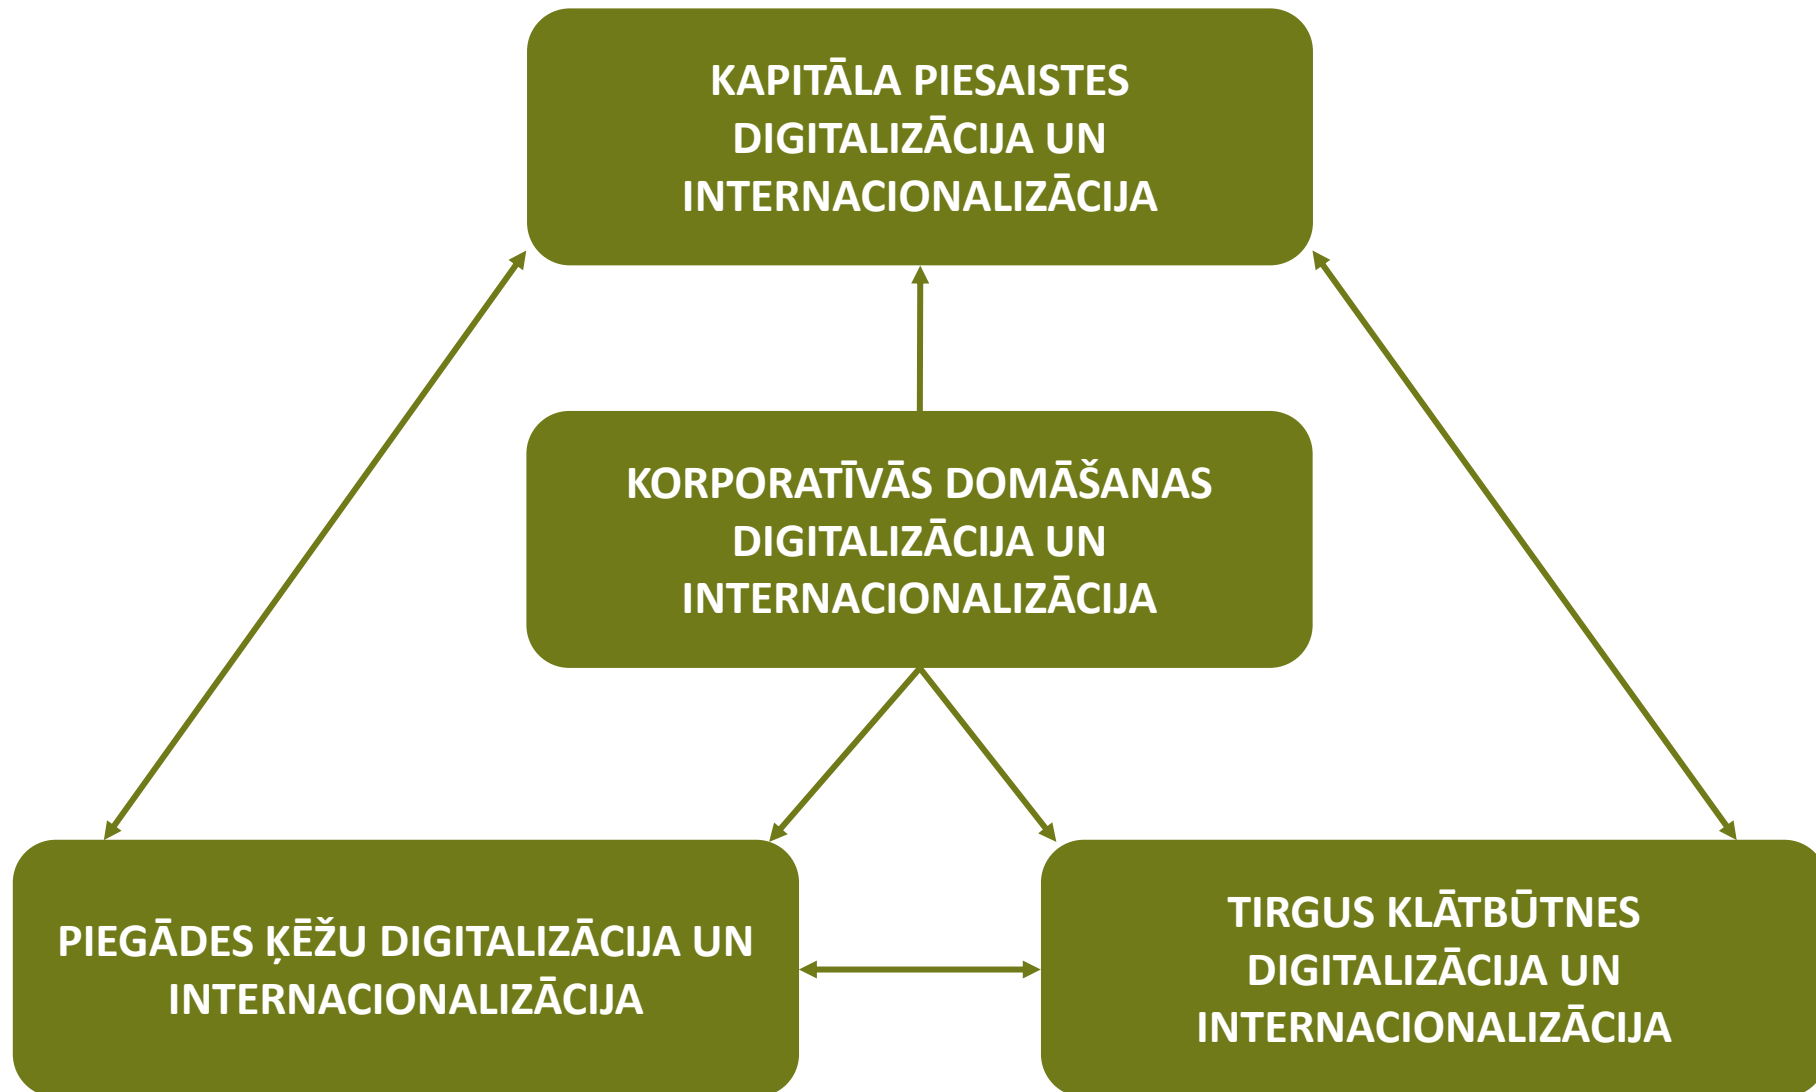 KAPITĀLA PIESAISTES
DIGITALIZĀCIJA UN
INTERNACIONALIZĀCIJA
KORPORATĪVĀS DOMĀŠANAS
DIGITALIZĀCIJA UN
INTERNACIONALIZĀCIJA
PIEGĀDES ĶĒŽU DIGITALIZĀCIJA UN
INTERNACIONALIZĀCIJA
TIRGUS KLĀTBŪTNES
DIGITALIZĀCIJA UN
INTERNACIONALIZĀCIJA